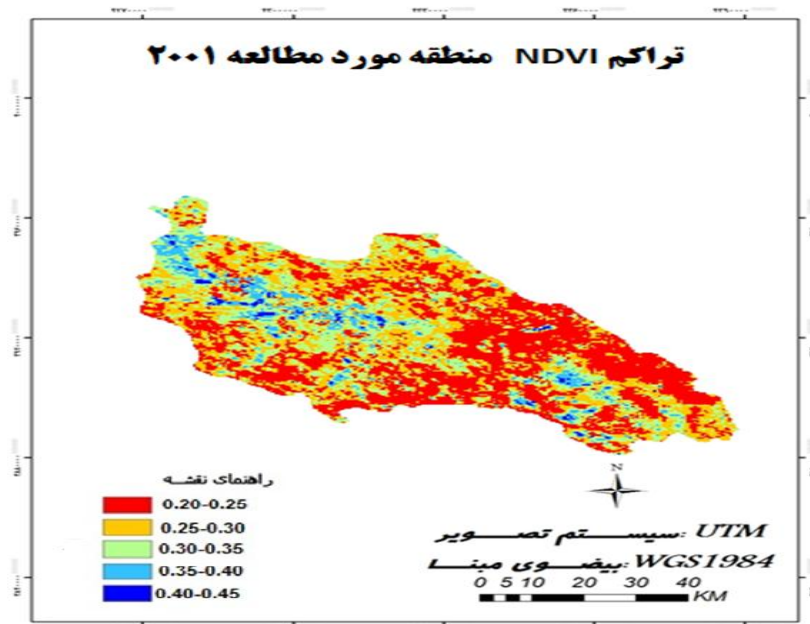 تراکم NDVI منطقه مورد مطالعه ۲۰۰۱
N
راهنمای نقشه
0.20-0.25
0.25-0.30
0.30-0.35
0.35-0.40
0.40-0.45
سیستم تصویر: UTM
بیضوی مبنا: WGS1984
0 5 10 20 30 40
KM